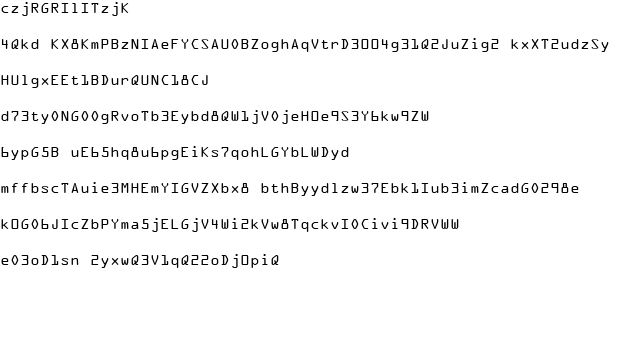 czjRGRIlITzjK
4Qkd KX8KmPBzNIAeFYCSAU0BZoghAqVtrD3OO4g31Q2JuZig2 kxXT2udzSy
HUlgxEEt1BDurQUNC18CJ
d73ty0NG00gRvoTb3Eybd8QW1jV0jeHOe9S3Y6kw9ZW
6ypG5B uE65hq8u6pgEiKs7qohLGYbLWDyd
mffbscTAuie3MHEmYIGVZXbx8 bthByydlzw37Ebk1Iub3imZcadG0298e
kOG06JIcZbPYma5jELGjV4Wi2kVw8TqckvI0Civi9DRVWW
e03oD1sn 2yxwQ3V1qQ22oDjOpiQ